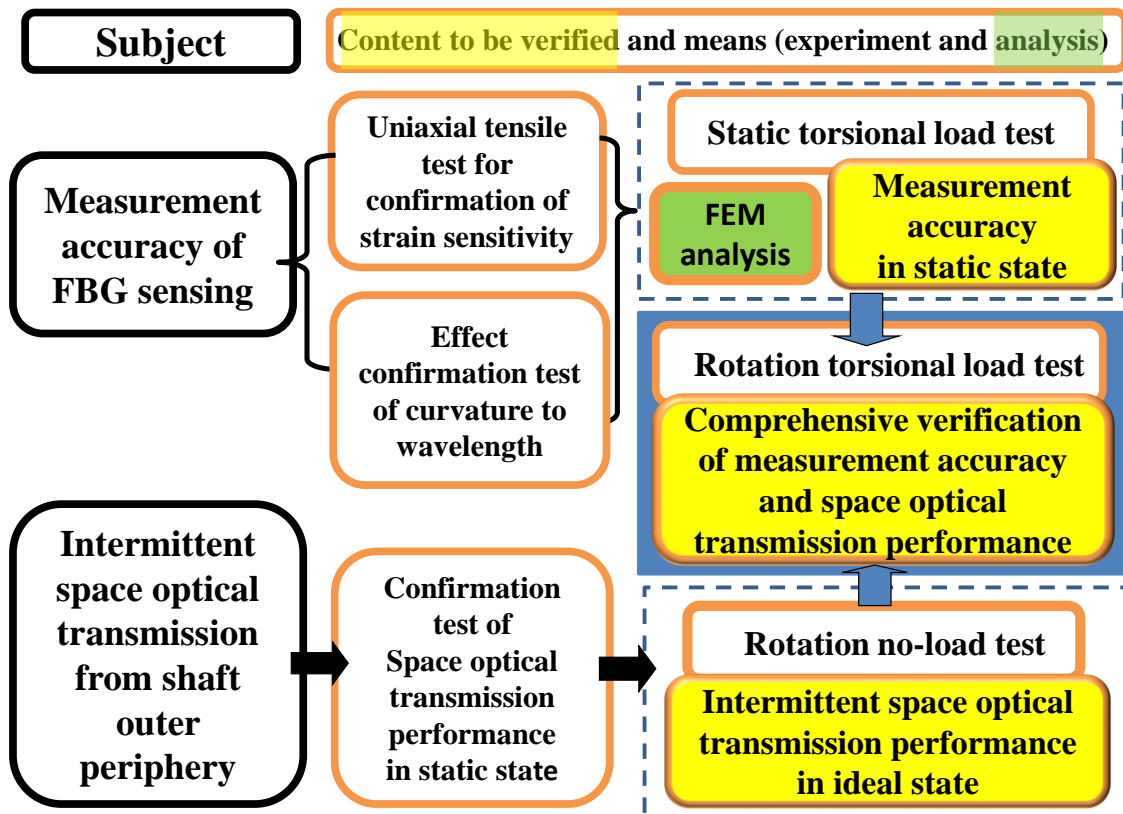 Subject
Content to be verified and means (experiment and analysis)
Measurement
accuracy of
FBG sensing
Uniaxial tensile
test for
confirmation of
strain sensitivity
Effect
confirmation test
of curvature to
wavelength
Static torsional load test
FEM
analysis
Measurement
accuracy
in static state
Rotation torsional load test
Comprehensive verification
of measurement accuracy
and space optical
transmission performance
Intermittent
space optical
transmission
from shaft
outer
periphery
Confirmation
test of
Space optical
transmission
performance
in static state
Rotation no-load test
Intermittent space optical
transmission performance
in ideal state